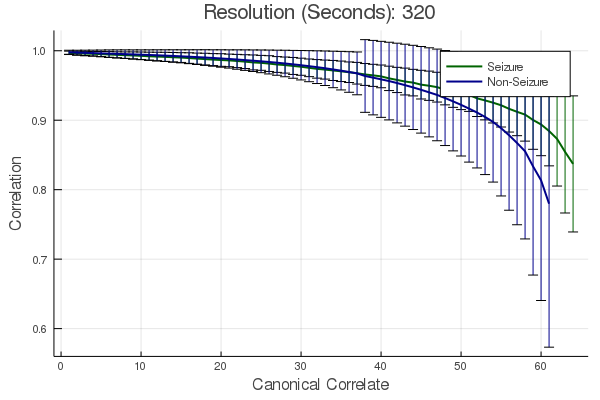 Resolution (Seconds): 320
1.0
Seizure
Non-Seizure
0.9
0.8
0.7
0.6
Correlation
0 10 20 30 40 50 60
Canonical Correlate